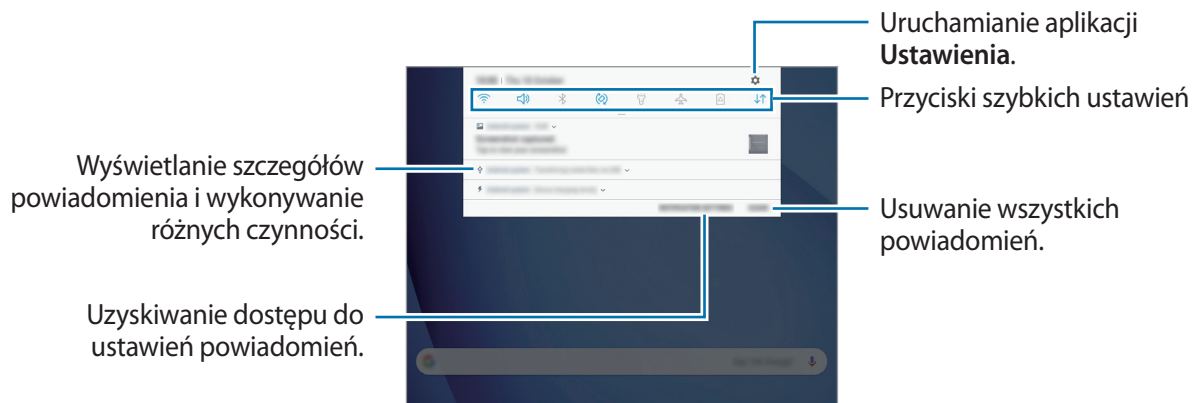 Uruchamianie aplikacji
Ustawienia.
Przyciski szybkich ustawień
Wyświetlanie szczegółów
powiadomienia i wykonywanie
różnych czynności.
Usuwanie wszystkich
powiadomień.
Uzyskiwanie dostępu do
ustawień powiadomień.